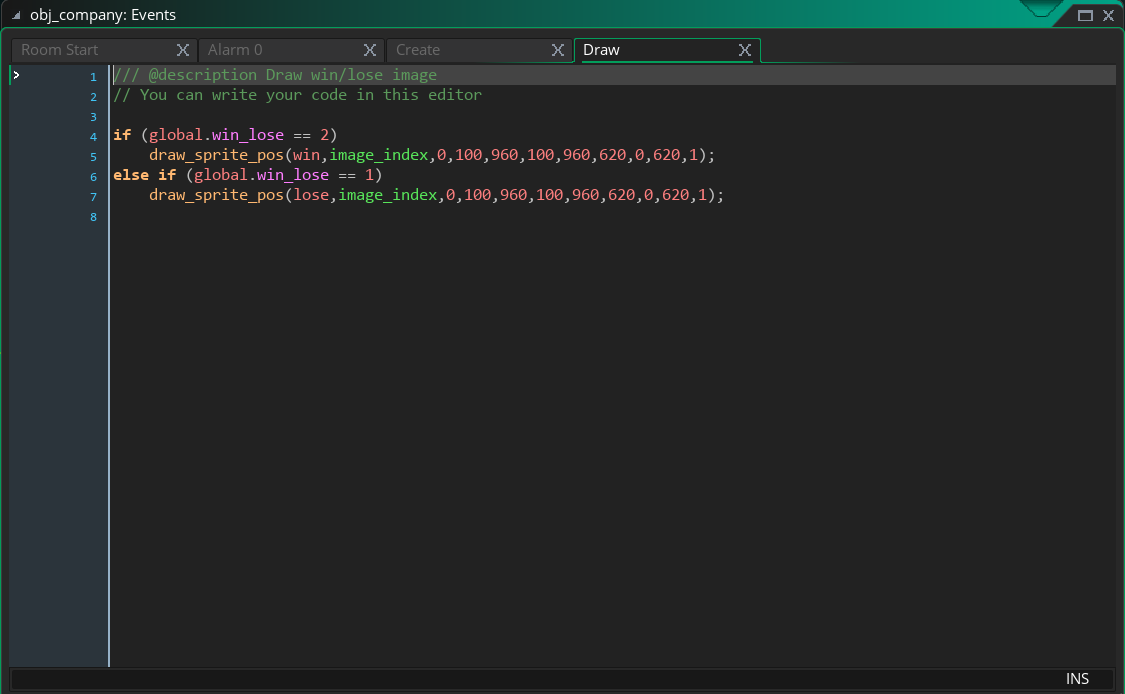 obj_company: Events
Room Start Alarm 0 Create Draw
1 /// @description Draw win/lose image
2 // You can write your code in this editor
3
4 if (global.win_lose == 2)
5 draw_sprite_pos(win,image_index,0,100,960,100,960,620,0,620,1);
6 else if (global.win_lose == 1)
7 draw_sprite_pos(lose,image_index,0,100,960,100,960,620,0,620,1);
8
INS